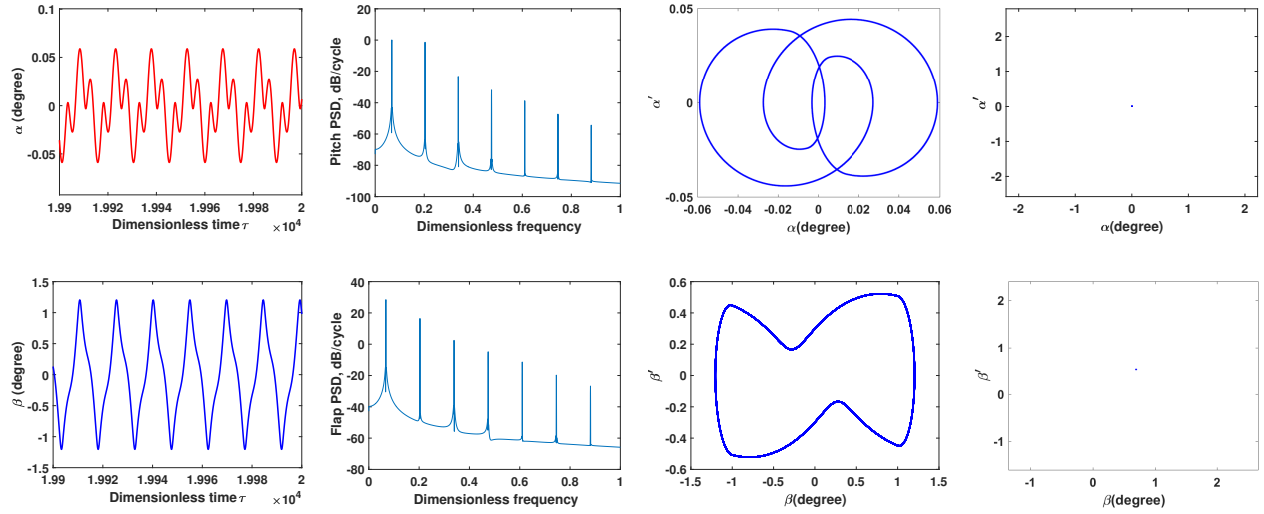 0.1
0.05
0
-0.05
α (degree)
1.99 1.992 1.994 1.996 1.998 2
Dimensionless time τ ×10⁴
20
0
-20
-40
-60
-80
-100
Pitch PSD, dB/cycle
0 0.2 0.4 0.6 0.8 1
Dimensionless frequency
0.05
0
-0.05
α'
-0.06 -0.04 -0.02 0 0.02 0.04 0.06
α(degree)
2
1
0
-1
-2
α'
-2 -1 0 1 2
α(degree)
1.5
1
0.5
0
-0.5
-1
-1.5
β (degree)
1.99 1.992 1.994 1.996 1.998 2
Dimensionless time τ ×10⁴
40
20
0
-20
-40
-60
-80
Flap PSD, dB/cycle
0 0.2 0.4 0.6 0.8 1
Dimensionless frequency
0.6
0.4
0.2
0
-0.2
-0.4
-0.6
β'
-1.5 -1 -0.5 0 0.5 1 1.5
β(degree)
2
1
0
-1
β'
-1 0 1 2
β(degree)